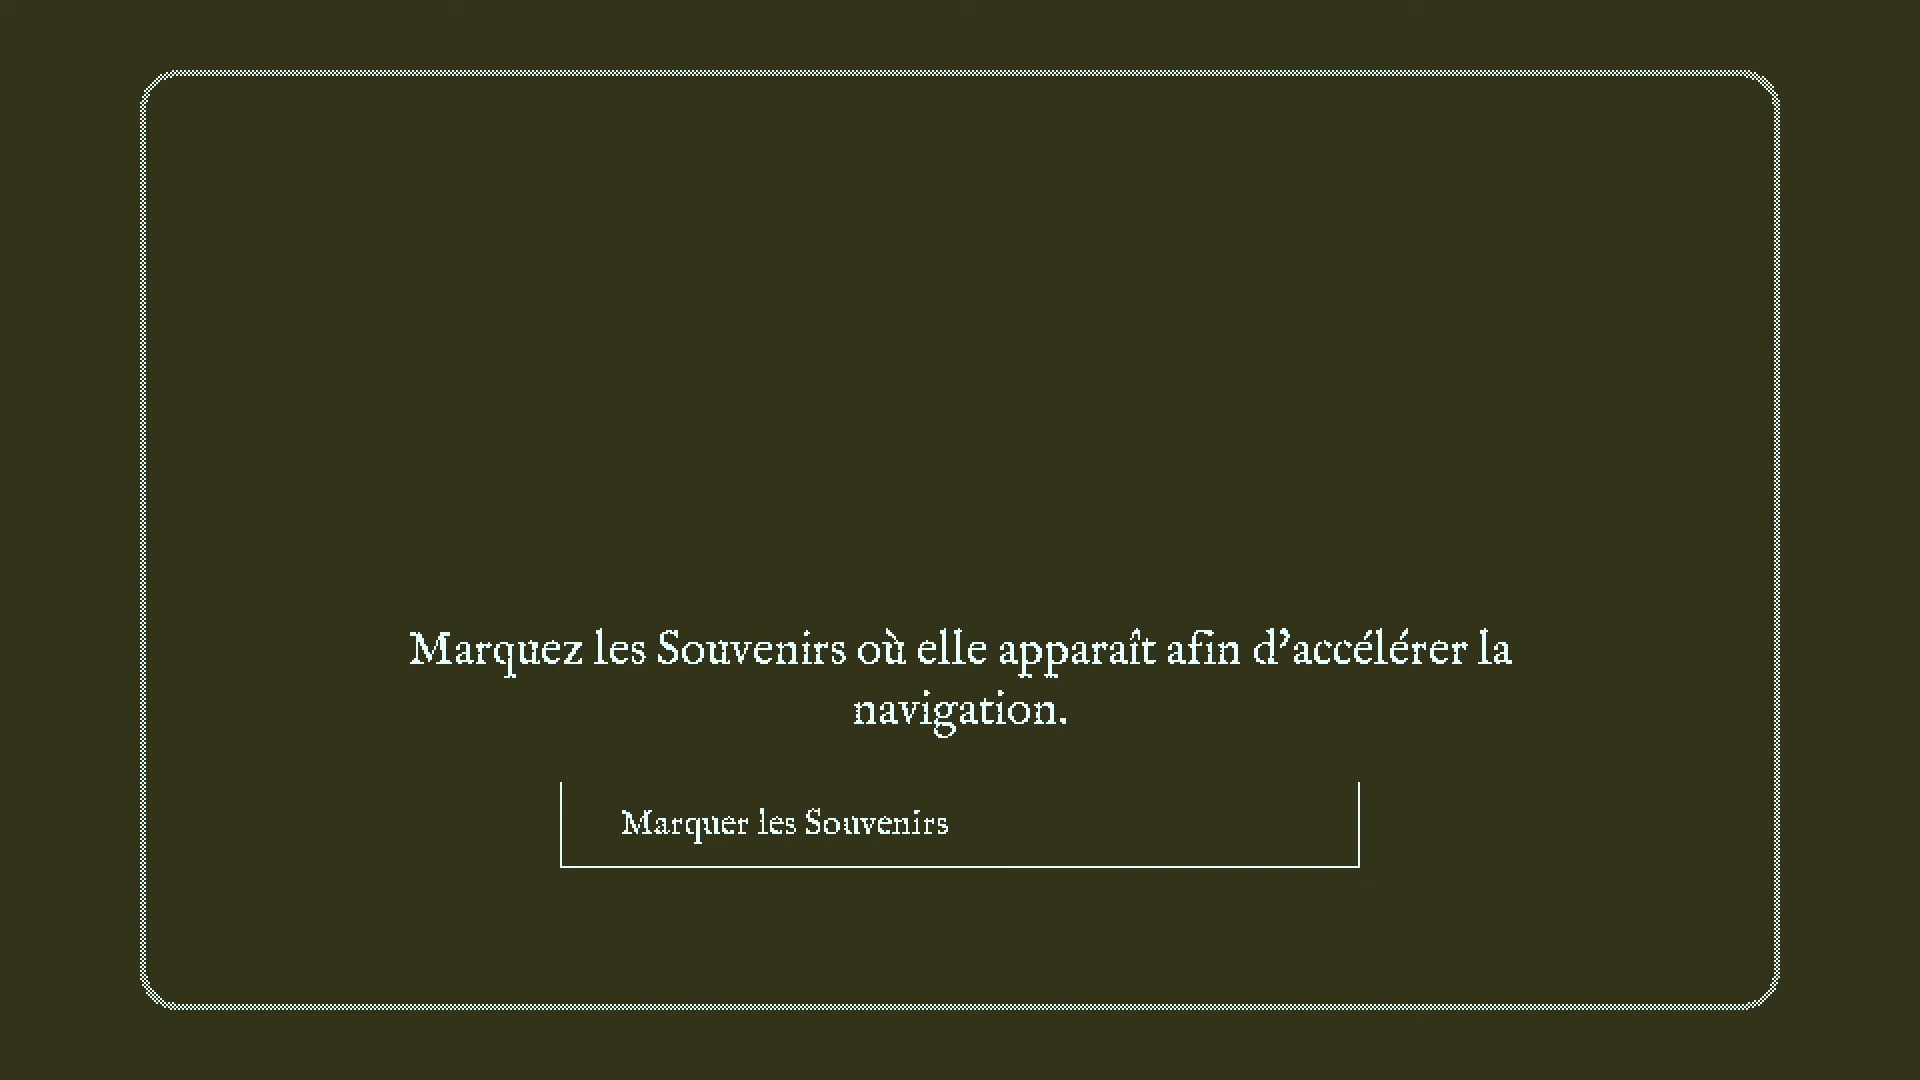 Marquez les Souvenirs où elle apparaît afin d’accélérer la
navigation.
Marquer les Souvenirs